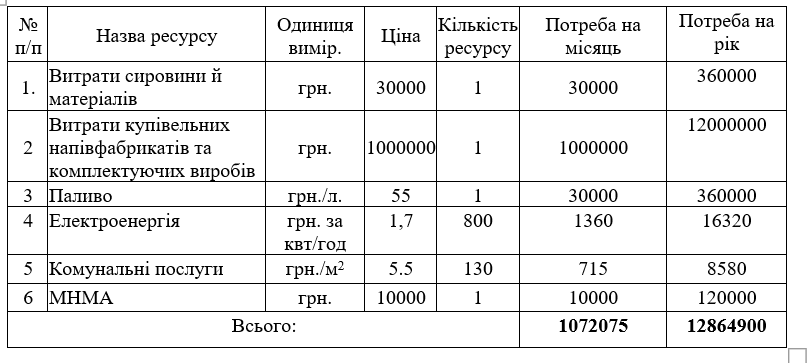 № п/п | Назва ресурсу | Одиниця вимір. | Ціна | Кількість ресурсу | Потреба на місяць | Потреба на рік
1. | Витрати сировини й матеріалів | грн. | 30000 | 1 | 30000 | 360000
2 | Витрати купівельних напівфабрикатів та комплектуючих виробів | грн. | 1000000 | 1 | 1000000 | 12000000
3 | Паливо | грн./л. | 55 | 1 | 30000 | 360000
4 | Електроенергія | грн. за квт/год | 1,7 | 800 | 1360 | 16320
5 | Комунальні послуги | грн./м² | 5.5 | 130 | 715 | 8580
6 | МНМА | грн. | 10000 | 1 | 10000 | 120000
Всього: | 1072075 | 12864900